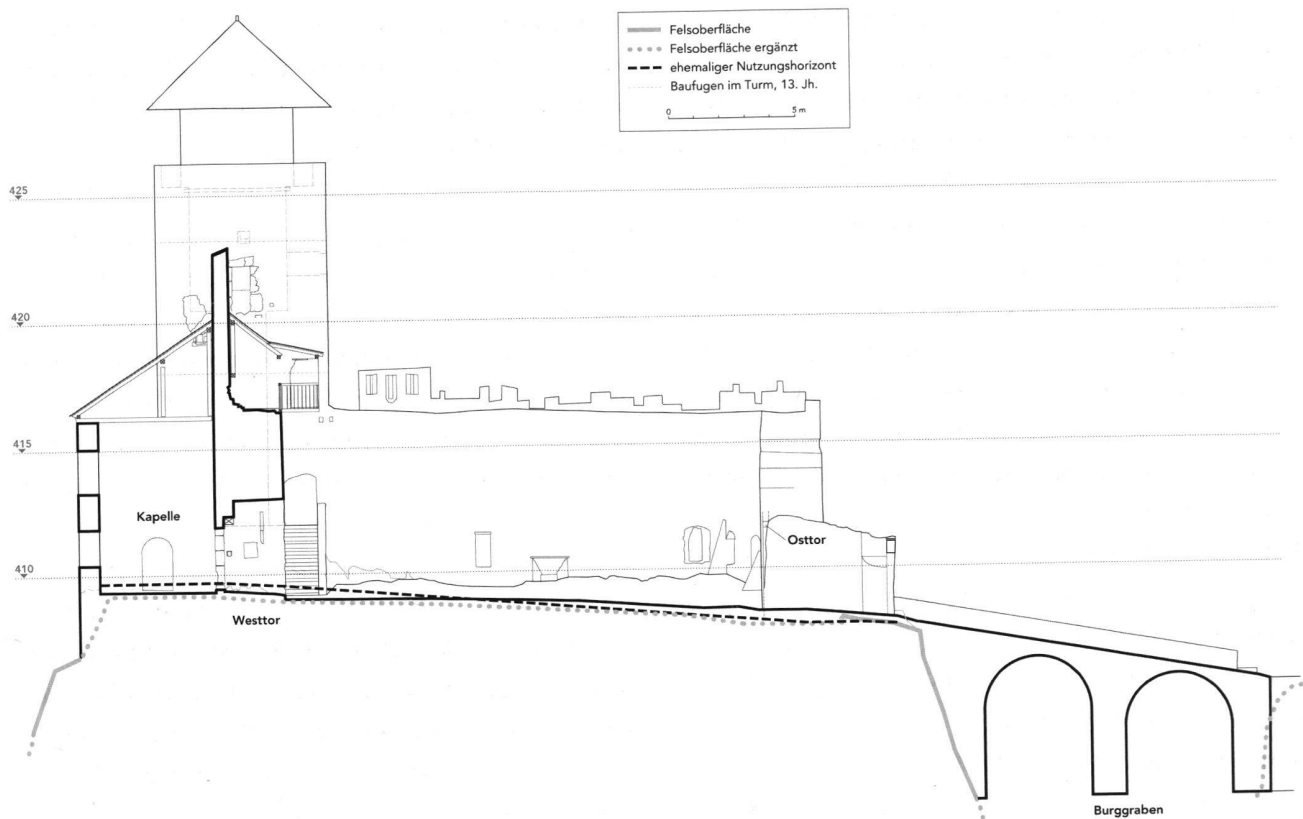 Felsoberfläche
Felsoberfläche ergänzt
ehemaliger Nutzungshorizont
Baufugen im Turm, 13. Jh.
0 5 m
425
420
415
Kapelle
Osttor
410
Westtor
Burggraben